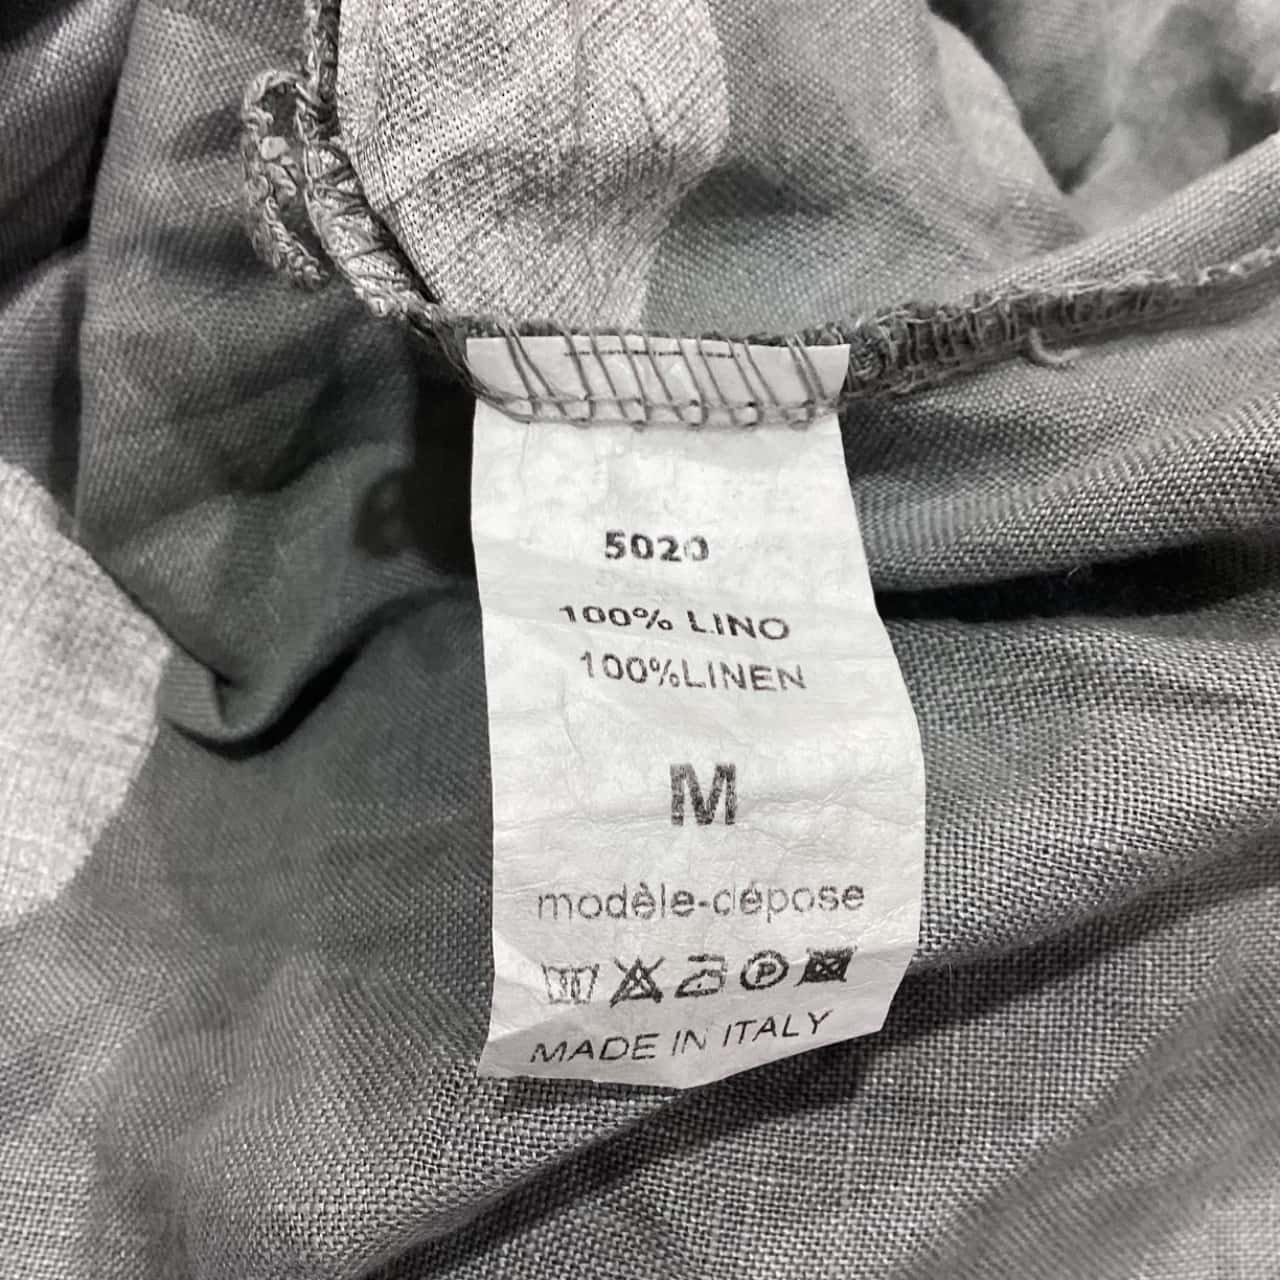 5020
100% LINO
100%LINEN
M
modèle-dépose
P
MADE IN ITALY